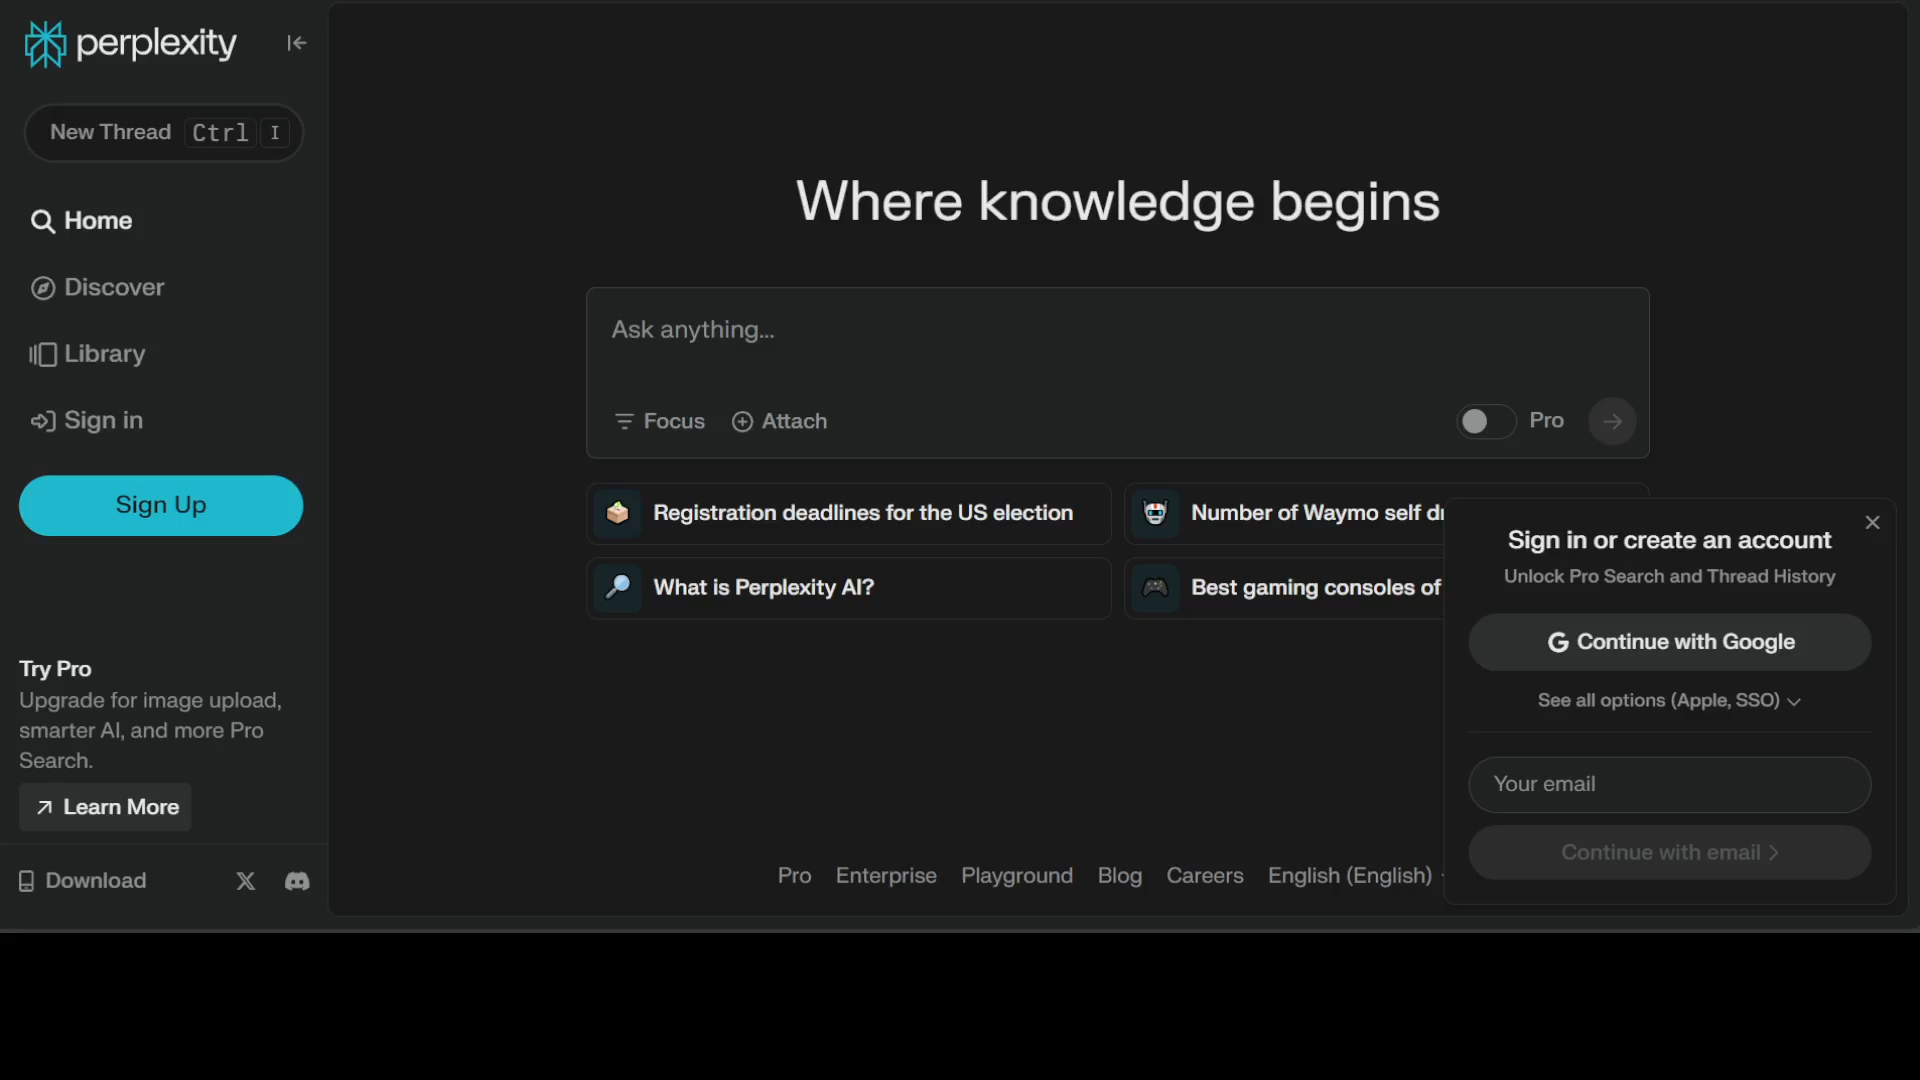 perplexity
New Thread Ctrl I
Home
Discover
Library
Sign in
Sign Up
Try Pro
Upgrade for image upload,
smarter AI, and more Pro
Search.
Learn More
Download
Where knowledge begins
Ask anything...
Focus
Attach
Pro
Registration deadlines for the US election
Number of Waymo self
What is Perplexity AI?
Best gaming consoles of
Pro
Enterprise
Playground
Blog
Careers
English (English)
Sign in or create an account
Unlock Pro Search and Thread History
Continue with Google
See all options (Apple, SSO)
Your email
Continue with email